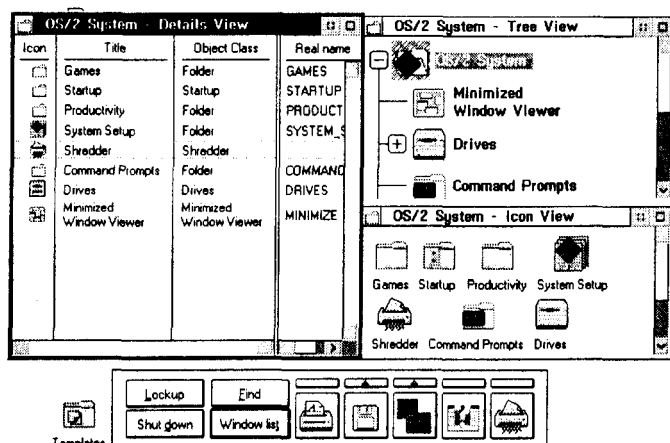 OS/2 System - Details View
Icon Title Object Class Real name
Games Folder GAMES
Startup Startup STARTUP
Productivity Folder PRODUCT
System Setup Folder SYSTEM_S
Shredder Shredder
Command Prompts Folder COMMAND
Drives Drives DRIVES
Minimized Window Viewer Minimized Window Viewer MINIMIZE
OS/2 System - Tree View
OS/2 System
Minimized
Window Viewer
Drives
Command Prompts
OS/2 System - Icon View
Games Startup Productivity System Setup
Shredder Command Prompts Drives
Lockup Find
Shut down Window list
Templates